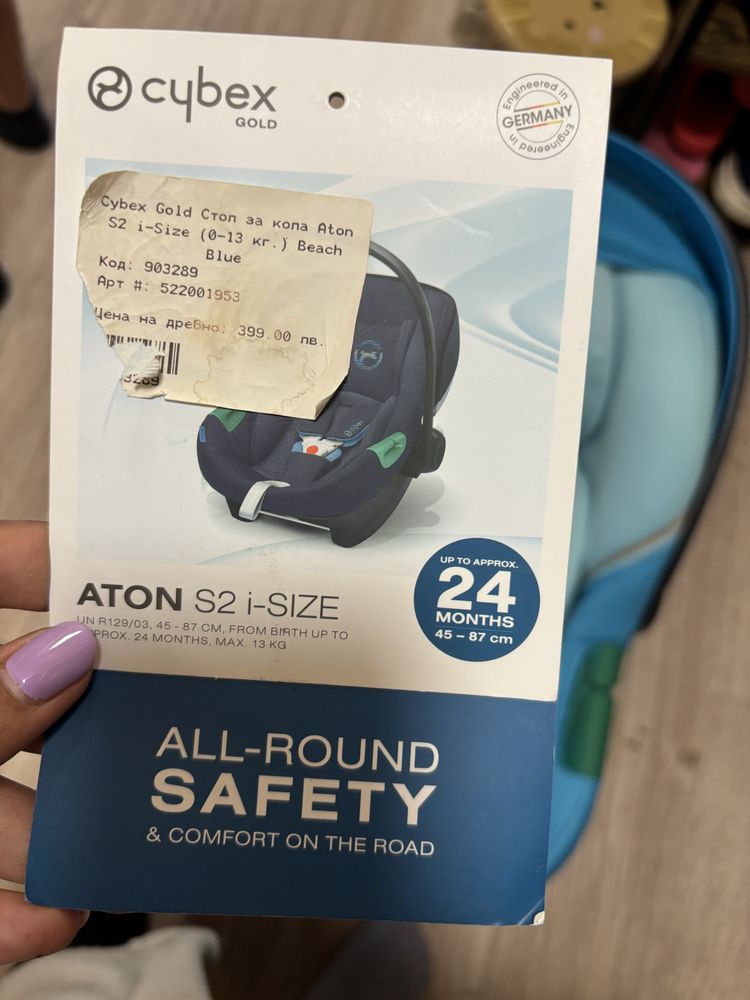 cybex
GOLD
Engineered in
GERMANY
Engineered in
Cybex Gold Стол за кола Aton
S2 i-Size (0-13 кг.) Beach
Blue
Код: 903289
Арт #: 522001953
Цена на дребно: 399.00 лв.
cybex
ATON S2 i-SIZE
UN R129/03, 45 - 87 CM, FROM BIRTH UP TO
APPROX. 24 MONTHS, MAX. 13 KG
UP TO APPROX.
24
MONTHS
45 – 87 cm
ALL-ROUND
SAFETY
& COMFORT ON THE ROAD